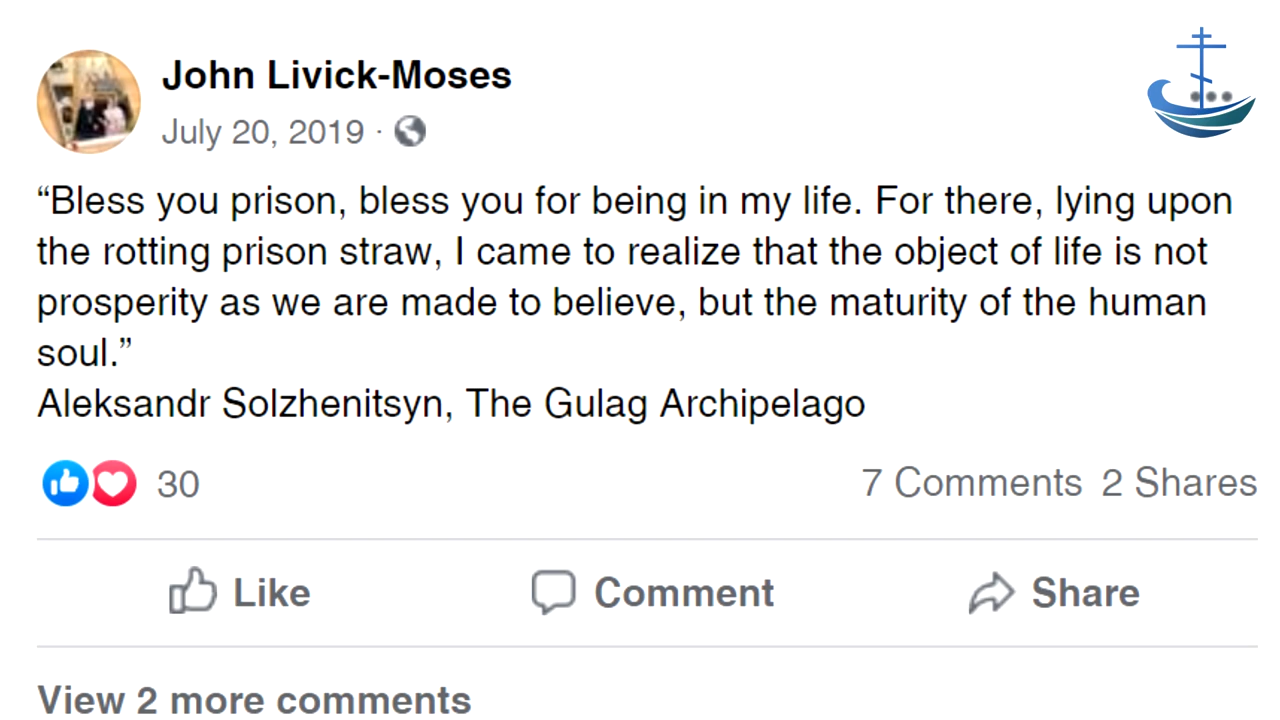 John Livick-Moses
July 20, 2019 ·
“Bless you prison, bless you for being in my life. For there, lying upon
the rotting prison straw, I came to realize that the object of life is not
prosperity as we are made to believe, but the maturity of the human
soul.”
Aleksandr Solzhenitsyn, The Gulag Archipelago
30
7 Comments 2 Shares
Like Comment Share
View 2 more comments